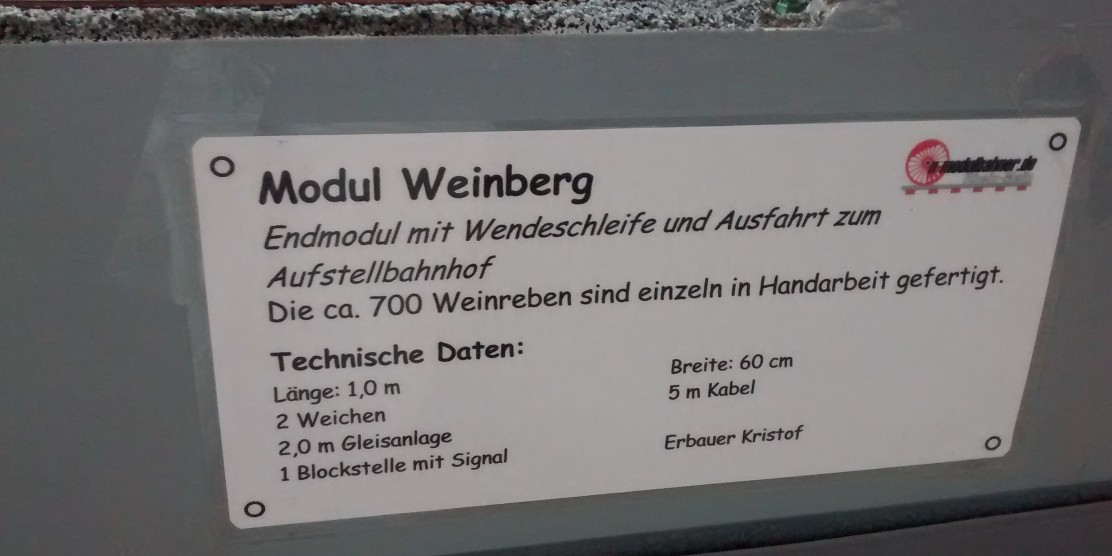 n-modulbahner.de
Modul Weinberg
Endmodul mit Wendeschleife und Ausfahrt zum
Aufstellbahnhof
Die ca. 700 Weinreben sind einzeln in Handarbeit gefertigt.
Technische Daten:
Länge: 1,0 m
2 Weichen
2,0 m Gleisanlage
1 Blockstelle mit Signal
Breite: 60 cm
5 m Kabel
Erbauer Kristof